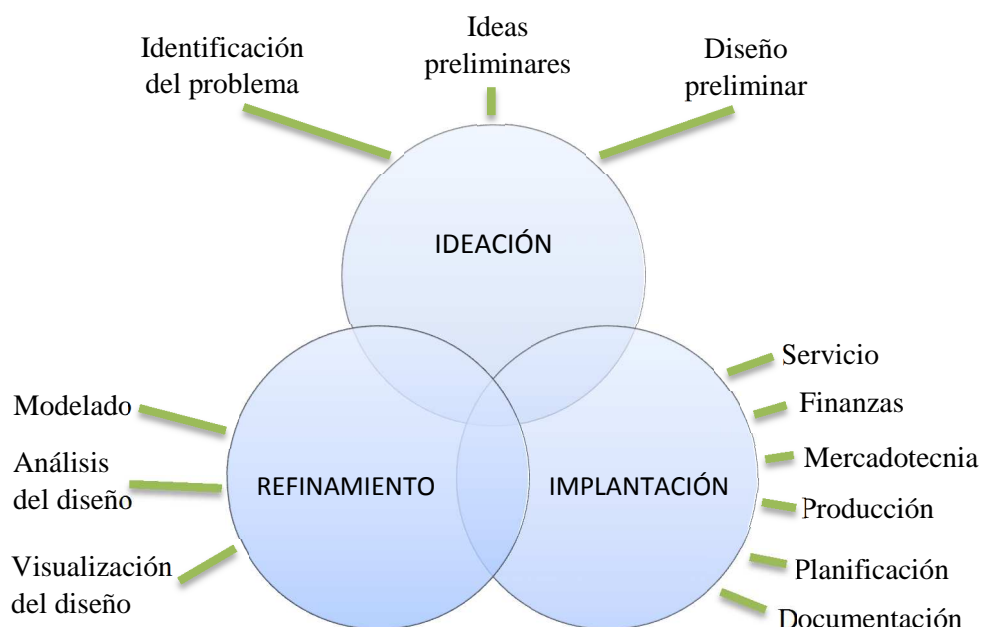 Identificación
del problema
Ideas
preliminares
Diseño
preliminar
IDEACIÓN
Modelado
Análisis
del diseño
Visualización
del diseño
REFINAMIENTO
IMPLANTACIÓN
Servicio
Finanzas
Mercadotecnia
Producción
Planificación
Documentación